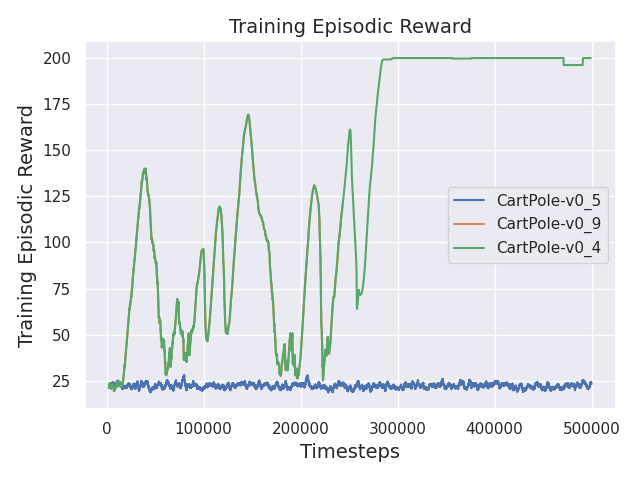 Training Episodic Reward
Training Episodic Reward
200
175
150
125
100
75
50
25
CartPole-v0_5
CartPole-v0_9
CartPole-v0_4
0
100000
200000
300000
400000
500000
Timesteps